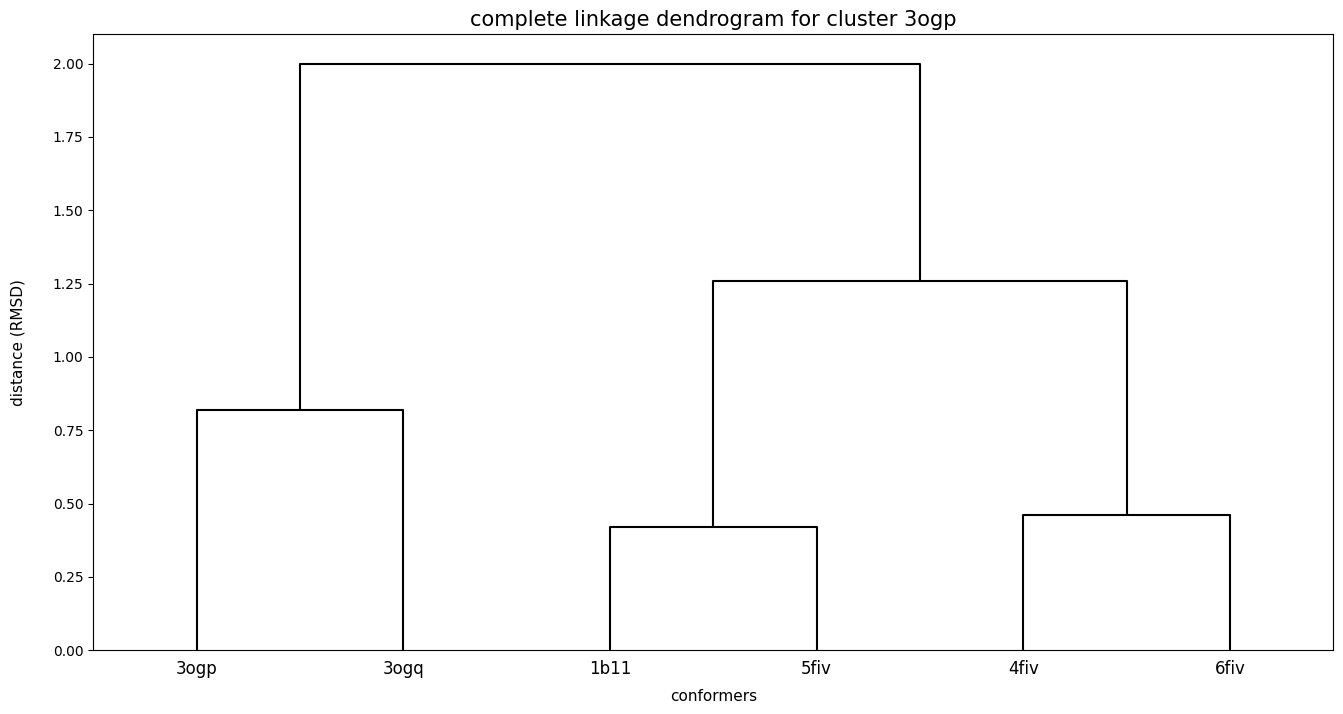 complete linkage dendrogram for cluster 3ogp
2.00
1.75
1.50
1.25
1.00
0.75
0.50
0.25
0.00
distance (RMSD)
3ogp 3ogq 1b11 5fiv 4fiv 6fiv
conformers